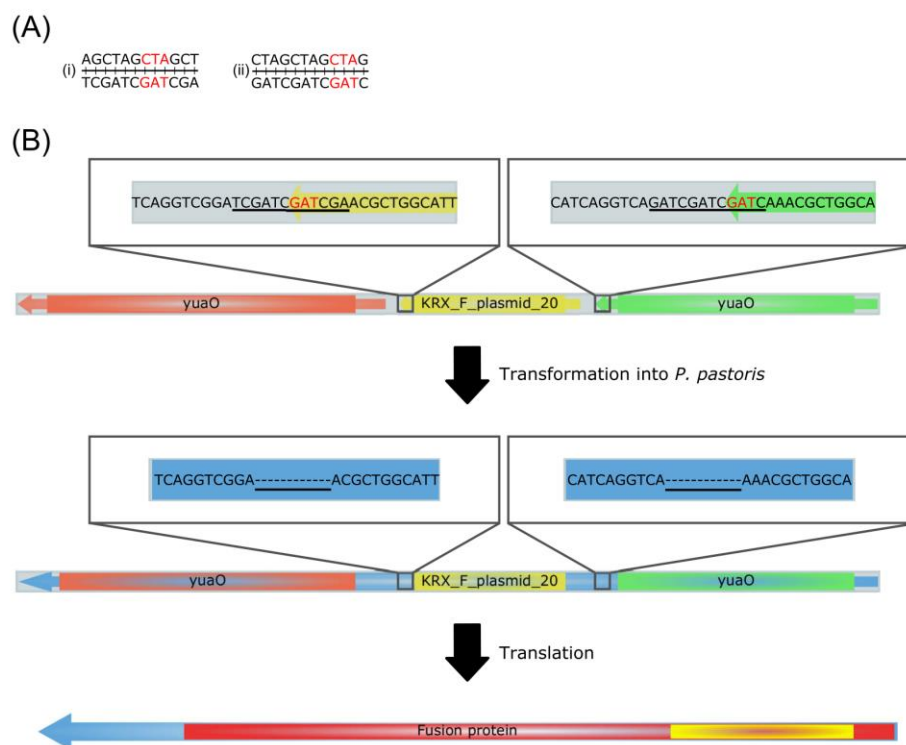 (A)
(i) AGCTAGCTAGCT
TCGATCGATCGA
(ii) CTAGCTAGCTAG
GATCGATCGATC
(B)
TCAGGTCGGATCGATCGATCGAACGCTGGCATT
CATCAGGTCAGATCGATCGATCAAACGCTGGCA
yuaO KRX_F_plasmid_20 yuaO
Transformation into P. pastoris
TCAGGTCGGA------------ACGCTGGCATT
CATCAGGTCA------------AAACGCTGGCA
yuaO KRX_F_plasmid_20 yuaO
Translation
Fusion protein